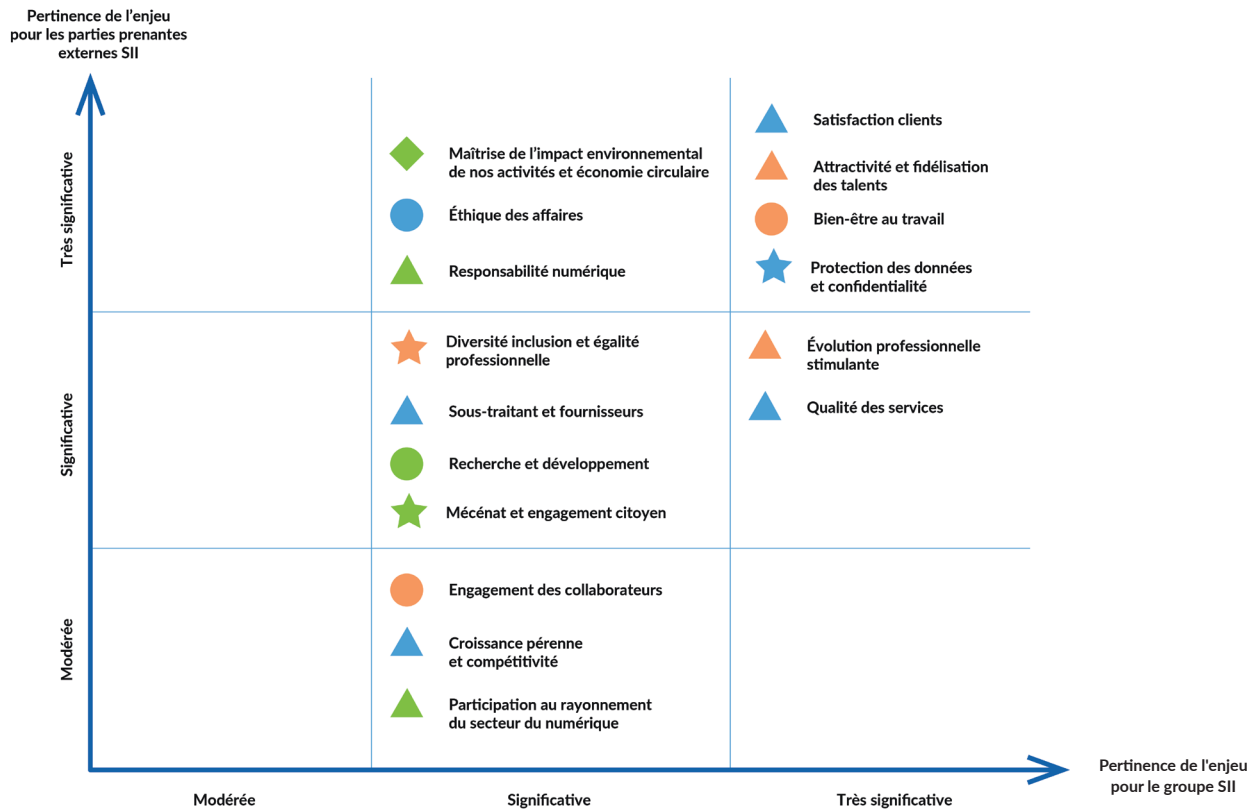 Pertinence de l’enjeu
pour les parties prenantes
externes SII
Très significative
Maîtrise de l’impact environnemental
de nos activités et économie circulaire
Éthique des affaires
Responsabilité numérique
Satisfaction clients
Attractivité et fidélisation
des talents
Bien-être au travail
Protection des données
et confidentialité
Significative
Diversité inclusion et égalité
professionnelle
Sous-traitant et fournisseurs
Recherche et développement
Mécénat et engagement citoyen
Évolution professionnelle
stimulante
Qualité des services
Modérée
Engagement des collaborateurs
Croissance pérenne
et compétitivité
Participation au rayonnement
du secteur du numérique
Modérée
Significative
Très significative
Pertinence de l'enjeu
pour le groupe SII